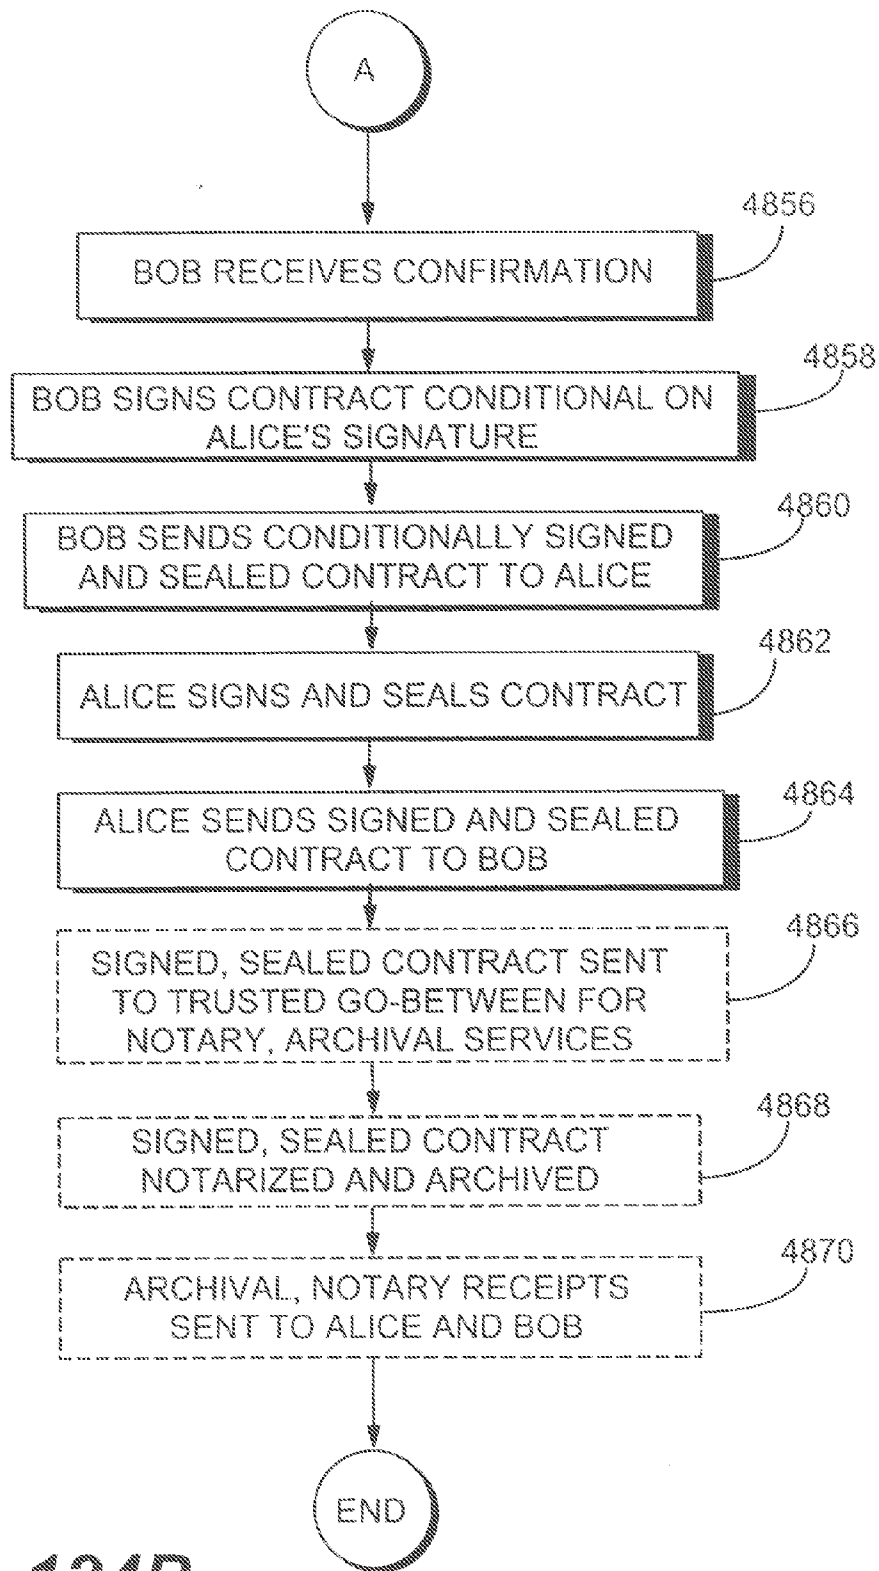 A
4856
BOB RECEIVES CONFIRMATION
4858
BOB SIGNS CONTRACT CONDITIONAL ON
ALICE'S SIGNATURE
4860
BOB SENDS CONDITIONALLY SIGNED
AND SEALED CONTRACT TO ALICE
4862
ALICE SIGNS AND SEALS CONTRACT
4864
ALICE SENDS SIGNED AND SEALED
CONTRACT TO BOB
4866
SIGNED, SEALED CONTRACT SENT
TO TRUSTED GO-BETWEEN FOR
NOTARY, ARCHIVAL SERVICES
4868
SIGNED, SEALED CONTRACT
NOTARIZED AND ARCHIVED
4870
ARCHIVAL, NOTARY RECEIPTS
SENT TO ALICE AND BOB
END